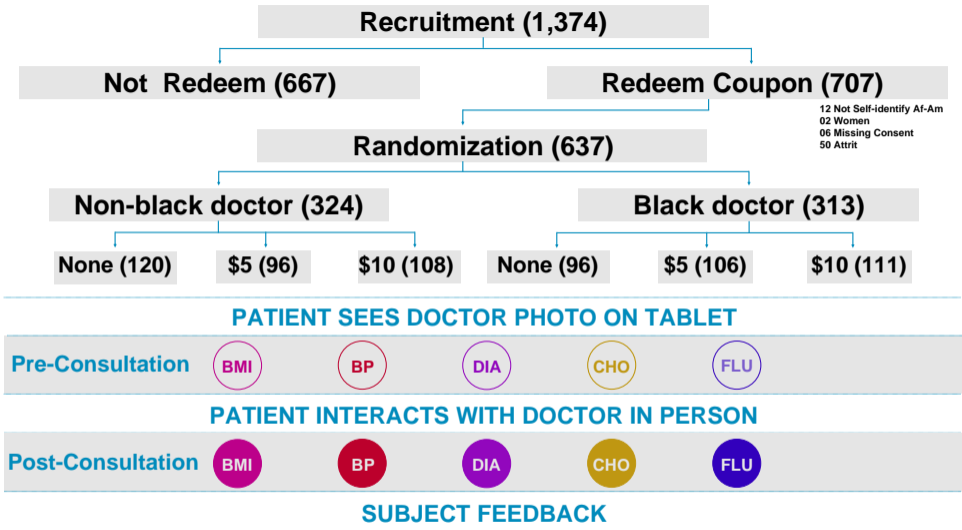 Recruitment (1,374)
Not Redeem (667)
Redeem Coupon (707)
12 Not Self-identify Af-Am
02 Women
06 Missing Consent
50 Attrit
Randomization (637)
Non-black doctor (324)
Black doctor (313)
None (120)
$5 (96)
$10 (108)
None (96)
$5 (106)
$10 (111)
PATIENT SEES DOCTOR PHOTO ON TABLET
Pre-Consultation
BMI
BP
DIA
CHO
FLU
PATIENT INTERACTS WITH DOCTOR IN PERSON
Post-Consultation
BMI
BP
DIA
CHO
FLU
SUBJECT FEEDBACK